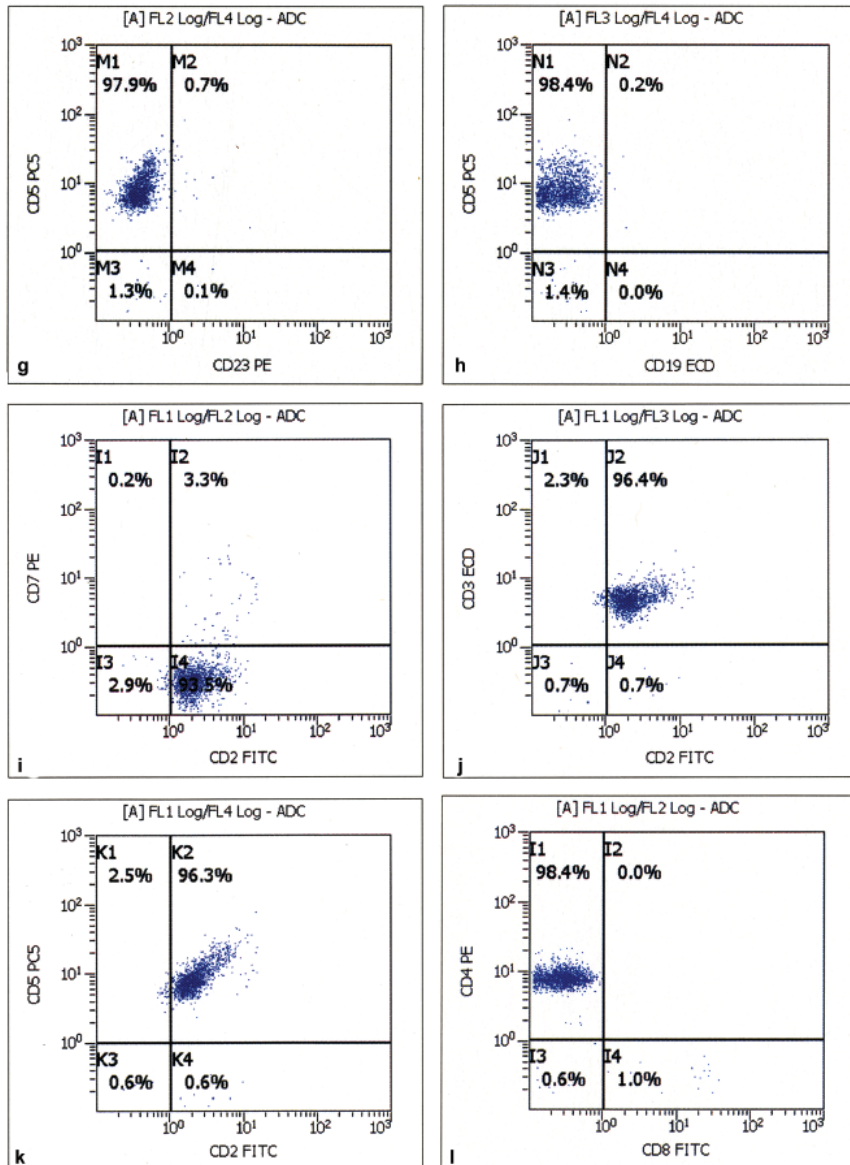 [A] FL2 Log/FL4 Log - ADC
10³
10²
10¹
10⁰
CD5 PC5
M1
97.9%
M2
0.7%
M3
1.3%
M4
0.1%
10⁰ 10¹ 10² 10³
CD23 PE
g
[A] FL3 Log/FL4 Log - ADC
10³
10²
10¹
10⁰
CD5 PC5
N1
98.4%
N2
0.2%
N3
1.4%
N4
0.0%
10⁰ 10¹ 10² 10³
CD19 ECD
h
[A] FL1 Log/FL2 Log - ADC
10³
10²
10¹
10⁰
CD7 PE
I1
0.2%
I2
3.3%
I3
2.9%
I4
93.5%
10⁰ 10¹ 10² 10³
CD2 FITC
i
[A] FL1 Log/FL3 Log - ADC
10³
10²
10¹
10⁰
CD3 ECD
J1
2.3%
J2
96.4%
J3
0.7%
J4
0.7%
10⁰ 10¹ 10² 10³
CD2 FITC
j
[A] FL1 Log/FL4 Log - ADC
10³
10²
10¹
10⁰
CD5 PC5
K1
2.5%
K2
96.3%
K3
0.6%
K4
0.6%
10⁰ 10¹ 10² 10³
CD2 FITC
k
[A] FL1 Log/FL2 Log - ADC
10³
10²
10¹
10⁰
CD4 PE
I1
98.4%
I2
0.0%
I3
0.6%
I4
1.0%
10⁰ 10¹ 10² 10³
CD8 FITC
l